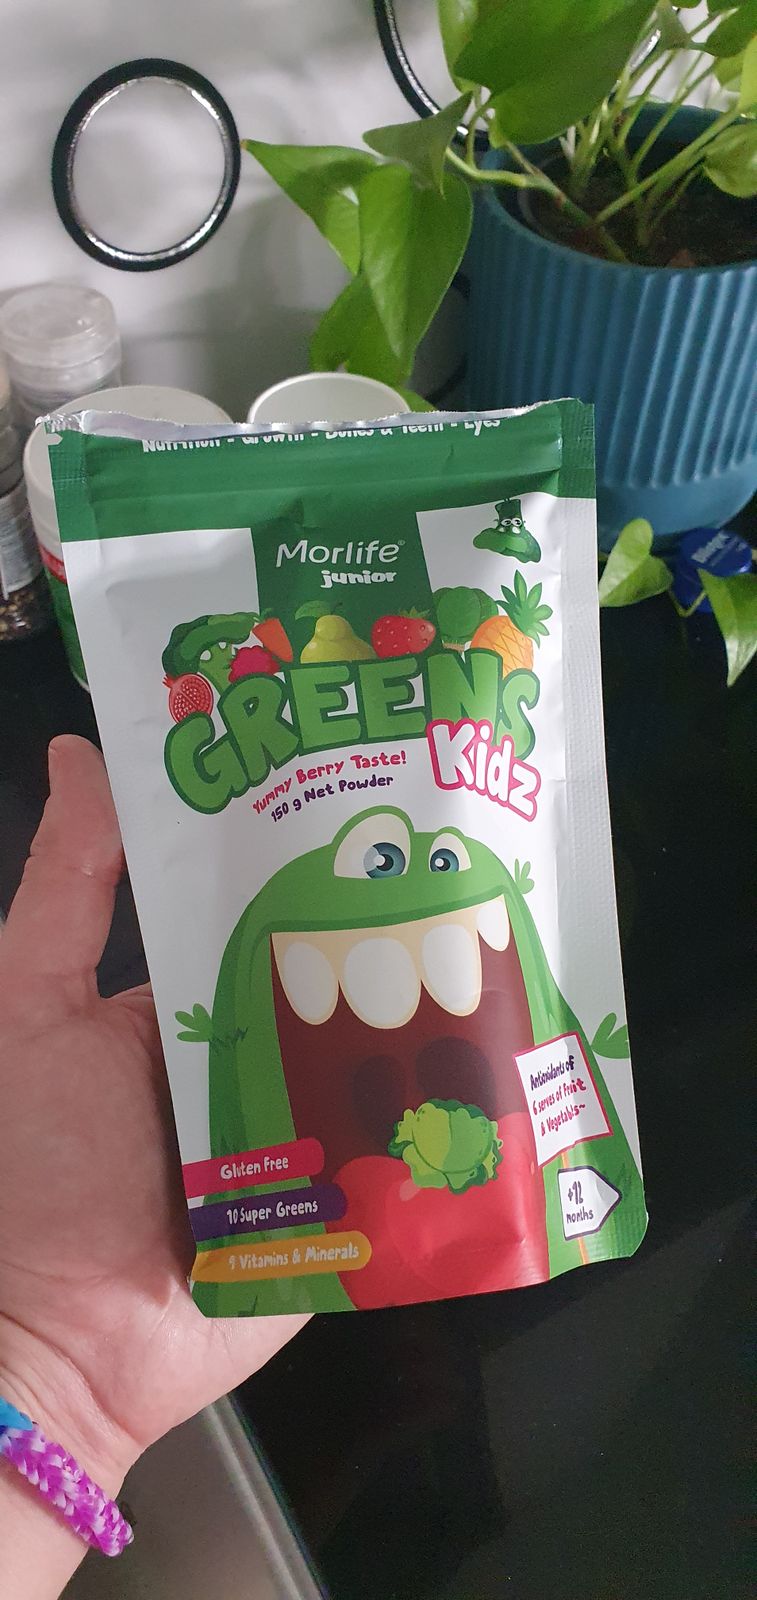 Nutrition - Growth - Bones & Teeth - Eyes
Morlife®
junior
GREENS
Kidz
Yummy Berry Taste!
150 g Net Powder
Antioxidants of
6 serves of Fruit
& Vegetables~
Gluten Free
10 Super Greens
9 Vitamins & Minerals
+12
months